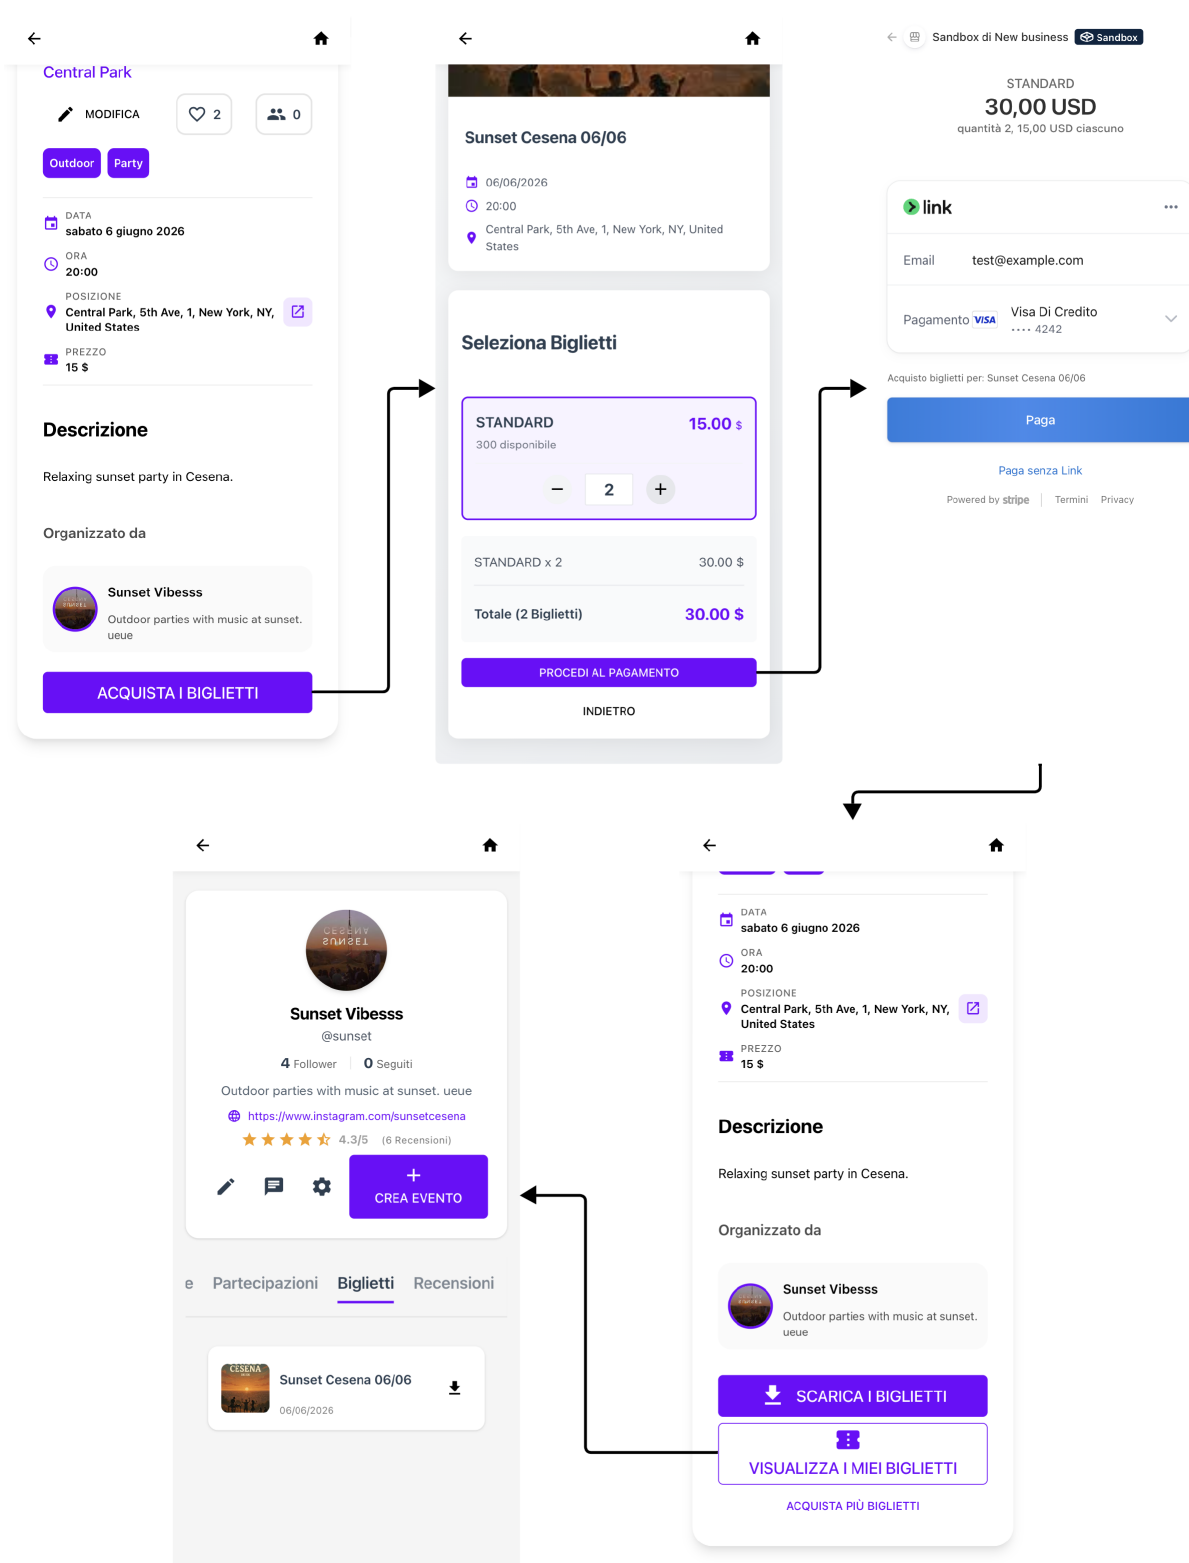 Central Park
MODIFICA
2
0
Outdoor
Party
DATA
sabato 6 giugno 2026
ORA
20:00
POSIZIONE
Central Park, 5th Ave, 1, New York, NY,
United States
PREZZO
15 $
Descrizione
Relaxing sunset party in Cesena.
Organizzato da
SUNSET
Sunset Vibesss
Outdoor parties with music at sunset.
ueue
ACQUISTA I BIGLIETTI
Sunset Cesena 06/06
06/06/2026
20:00
Central Park, 5th Ave, 1, New York, NY, United
States
Seleziona Biglietti
STANDARD
15.00 $
300 disponibile
2
STANDARD x 2
30.00 $
Totale (2 Biglietti)
30.00 $
PROCEDI AL PAGAMENTO
INDIETRO
Sandbox di New business
Sandbox
STANDARD
30,00 USD
quantità 2, 15,00 USD ciascuno
link
Email
test@example.com
Pagamento
VISA
Visa Di Credito
•••• 4242
Acquisto biglietti per: Sunset Cesena 06/06
Paga
Paga senza Link
Powered by stripe
Termini
Privacy
CESENA
SUNSET
Sunset Vibesss
@sunset
4 Follower
0 Seguiti
Outdoor parties with music at sunset. ueue
https://www.instagram.com/sunsetcesena
4.3/5
(6 Recensioni)
CREA EVENTO
e
Partecipazioni
Biglietti
Recensioni
CESENA
Sunset Cesena 06/06
06/06/2026
DATA
sabato 6 giugno 2026
ORA
20:00
POSIZIONE
Central Park, 5th Ave, 1, New York, NY,
United States
PREZZO
15 $
Descrizione
Relaxing sunset party in Cesena.
Organizzato da
Sunset Vibesss
Outdoor parties with music at sunset.
ueue
SCARICA I BIGLIETTI
VISUALIZZA I MIEI BIGLIETTI
ACQUISTA PIÙ BIGLIETTI